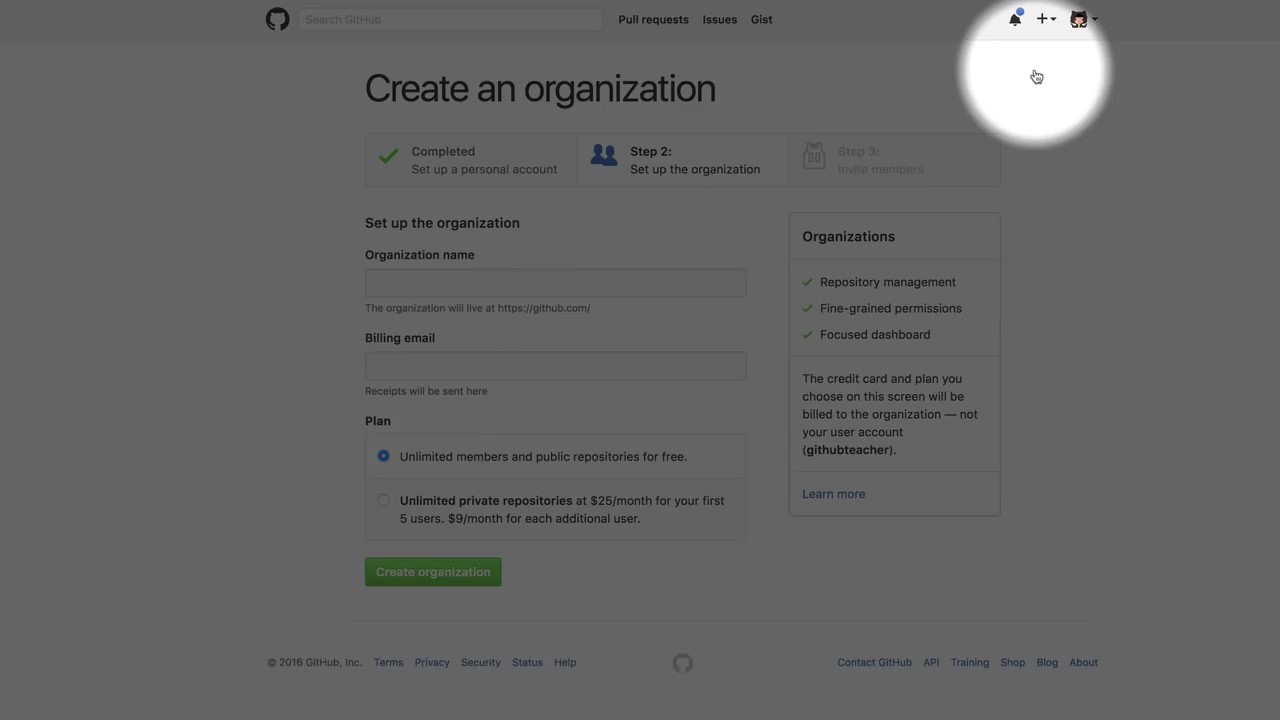 Search GitHub
Pull requests
Issues
Gist
Create an organization
Completed
Set up a personal account
Step 2:
Set up the organization
Step 3:
Invite members
Set up the organization
Organization name
The organization will live at https://github.com/
Billing email
Receipts will be sent here
Plan
Unlimited members and public repositories for free.
Unlimited private repositories at $25/month for your first
5 users. $9/month for each additional user.
Create organization
Organizations
Repository management
Fine-grained permissions
Focused dashboard
The credit card and plan you
choose on this screen will be
billed to the organization — not
your user account
(githubteacher).
Learn more
© 2016 GitHub, Inc.
Terms
Privacy
Security
Status
Help
Contact GitHub
API
Training
Shop
Blog
About